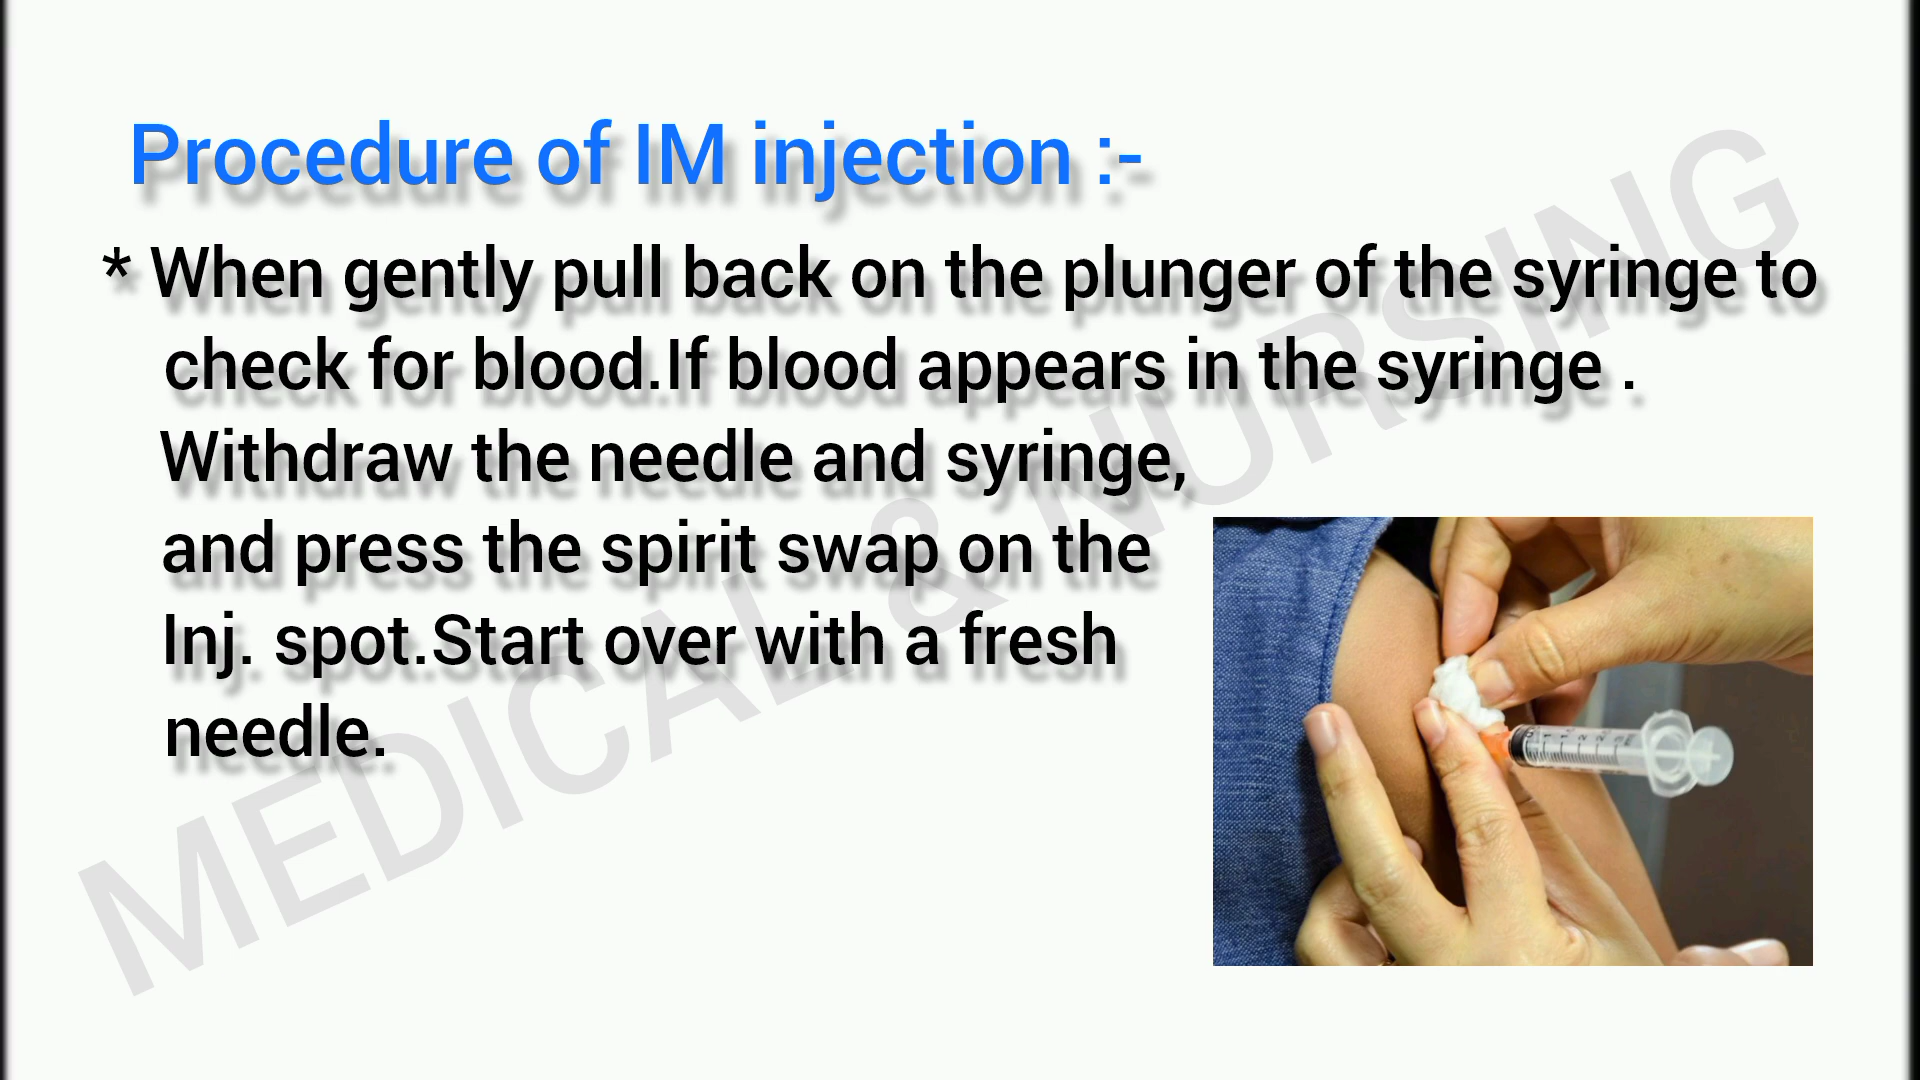 Procedure of IM injection :-
* When gently pull back on the plunger of the syringe to
check for blood.If blood appears in the syringe .
Withdraw the needle and syringe,
and press the spirit swap on the
Inj. spot.Start over with a fresh
needle.
MEDICAL & NURSING